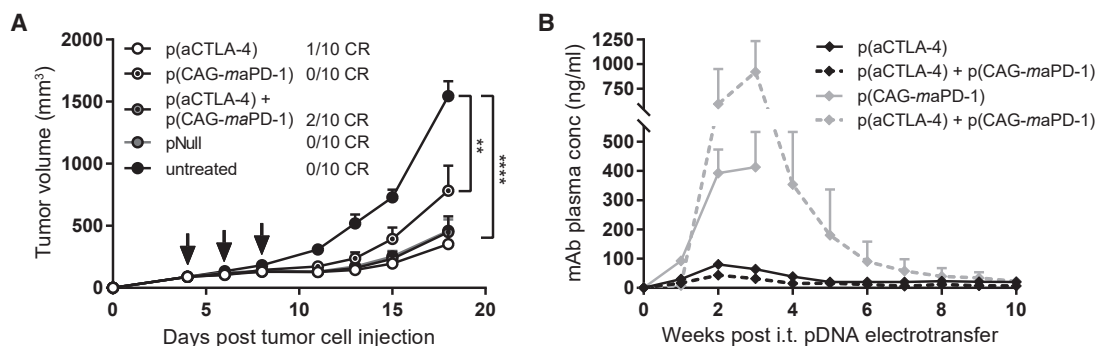 A
Tumor volume (mm³)
2000
1500
1000
500
0
p(aCTLA-4) 1/10 CR
p(CAG-maPD-1) 0/10 CR
p(aCTLA-4) +
p(CAG-maPD-1) 2/10 CR
pNull 0/10 CR
untreated 0/10 CR
**
****
0 5 10 15 20
Days post tumor cell injection
B
mAb plasma conc (ng/ml)
1250
1000
750
500
400
300
200
100
0
p(aCTLA-4)
p(aCTLA-4) + p(CAG-maPD-1)
p(CAG-maPD-1)
p(aCTLA-4) + p(CAG-maPD-1)
0 2 4 6 8 10
Weeks post i.t. pDNA electrotransfer